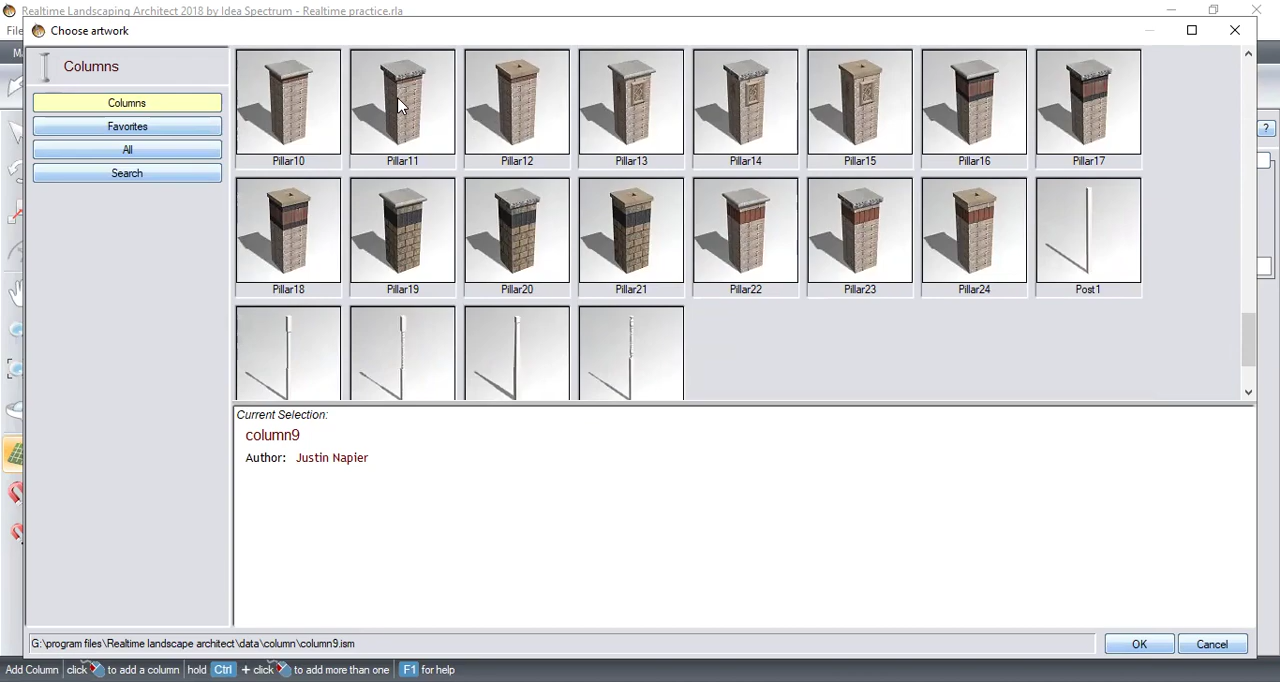 Realtime Landscaping Architect 2018 by Idea Spectrum - Realtime practice.rla
File
Choose artwork
Ma
Columns
Columns
Favorites
All
Search
Pillar10 Pillar11 Pillar12 Pillar13 Pillar14 Pillar15 Pillar16 Pillar17
Pillar18 Pillar19 Pillar20 Pillar21 Pillar22 Pillar23 Pillar24 Post1
Current Selection:
column9
Author: Justin Napier
G:\program files\Realtime landscape architect\data\column\column9.ism
OK Cancel
Add Column click to add a column hold Ctrl + click to add more than one F1 for help
?